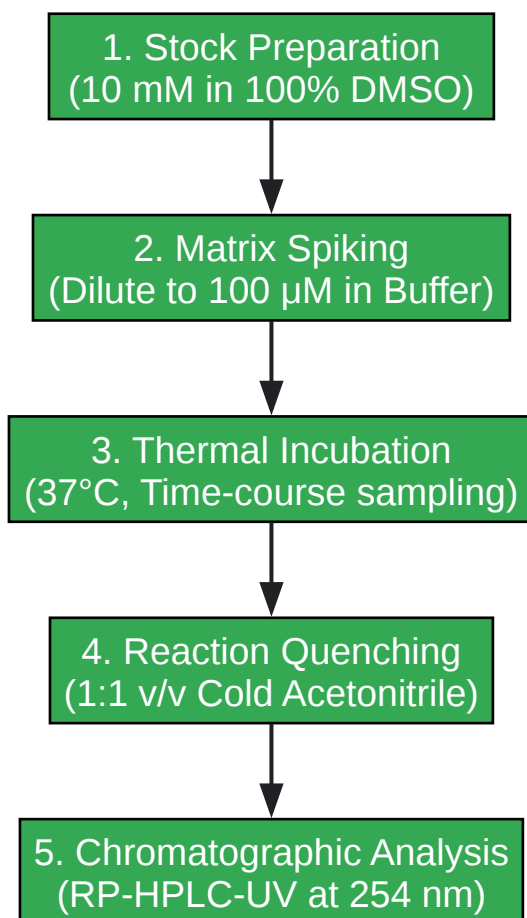 1. Stock Preparation
(10 mM in 100% DMSO)
2. Matrix Spiking
(Dilute to 100 μM in Buffer)
3. Thermal Incubation
(37°C, Time-course sampling)
4. Reaction Quenching
(1:1 v/v Cold Acetonitrile)
5. Chromatographic Analysis
(RP-HPLC-UV at 254 nm)